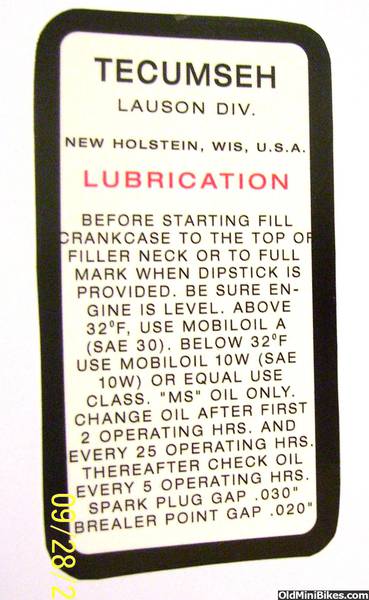 TECUMSEH
LAUSON DIV.
NEW HOLSTEIN, WIS, U.S.A.
LUBRICATION
BEFORE STARTING FILL
CRANKCASE TO THE TOP OF
FILLER NECK OR TO FULL
MARK WHEN DIPSTICK IS
PROVIDED. BE SURE EN-
GINE IS LEVEL. ABOVE
32⁰F, USE MOBILOIL A
(SAE 30). BELOW 32⁰F
USE MOBILOIL 10W (SAE
10W) OR EQUAL USE
CLASS. "MS" OIL ONLY.
CHANGE OIL AFTER FIRST
2 OPERATING HRS. AND
EVERY 25 OPERATING HRS.
THEREAFTER CHECK OIL
EVERY 5 OPERATING HRS.
SPARK PLUG GAP .030"
BREALER POINT GAP .020"
09/28/2
OldMiniBikes.com